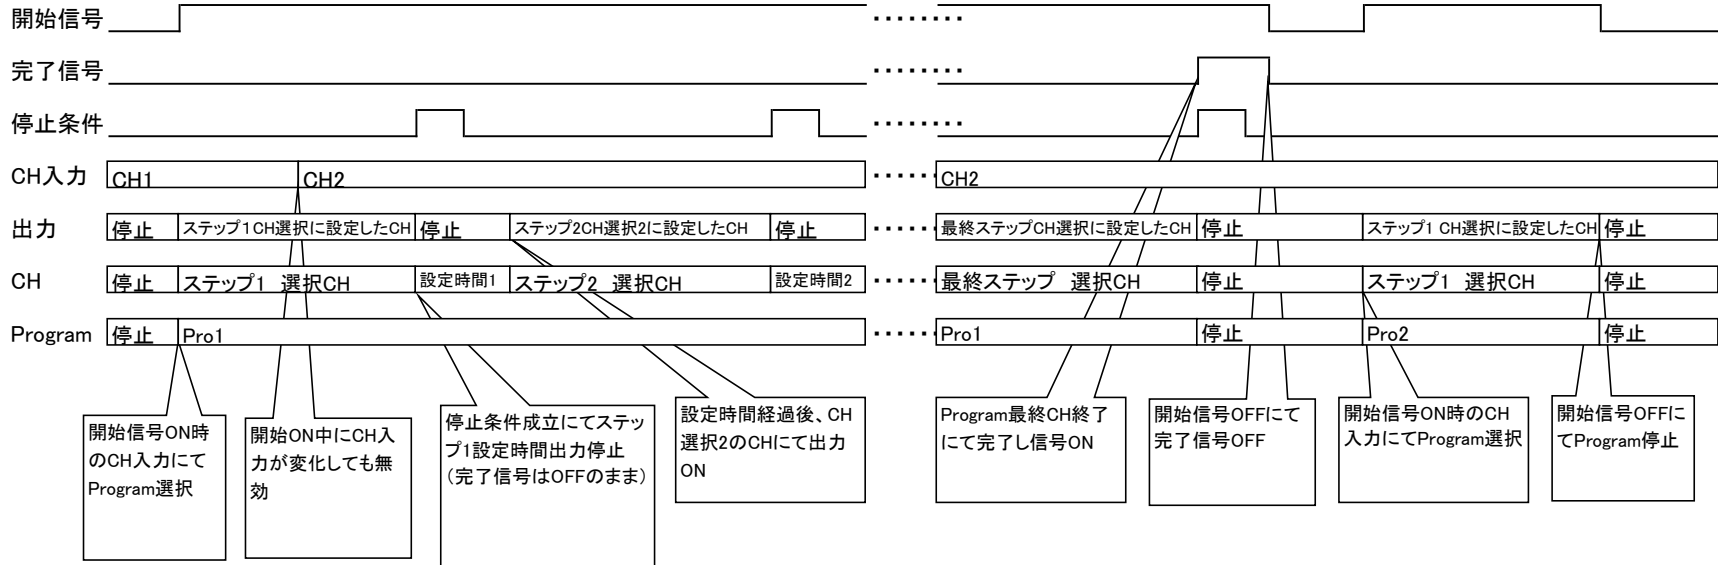 開始信号
完了信号
停止条件
CH入力 CH1 CH2 CH2
出力 停止 ステップ1CH選択に設定したCH 停止 ステップ2CH選択2に設定したCH 停止 最終ステップCH選択に設定したCH 停止 ステップ1 CH選択に設定したCH 停止
CH 停止 ステップ1 選択CH 設定時間1 ステップ2 選択CH 設定時間2 最終ステップ 選択CH 停止 ステップ1 選択CH 停止
Program 停止 Pro1 Pro1 停止 Pro2 停止
開始信号ON時
のCH入力にて
Program選択
開始ON中にCH入
力が変化しても無
効
停止条件成立にてステッ
プ1設定時間出力停止
(完了信号はOFFのまま)
設定時間経過後、CH
選択2のCHにて出力
ON
Program最終CH終了
にて完了し信号ON
開始信号OFFにて
完了信号OFF
開始信号ON時のCH
入力にてProgram選択
開始信号OFFに
てProgram停止